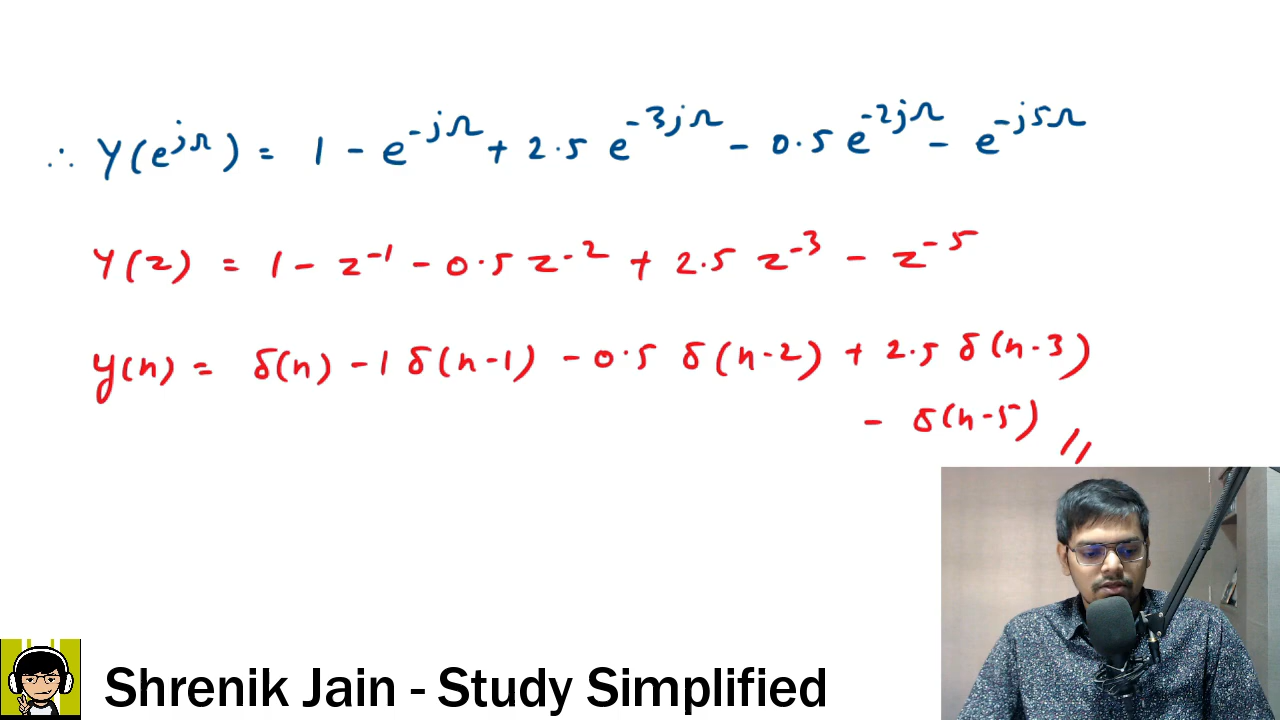 ∴ Y(e^{jΩ}) = 1 - e^{-jΩ} + 2.5 e^{-3jΩ} - 0.5 e^{-2jΩ} - e^{-j5Ω}
Y(z) = 1 - z^{-1} - 0.5 z^{-2} + 2.5 z^{-3} - z^{-5}
y(n) = δ(n) - 1 δ(n-1) - 0.5 δ(n-2) + 2.5 δ(n-3)
- δ(n-5) //
Shrenik Jain - Study Simplified